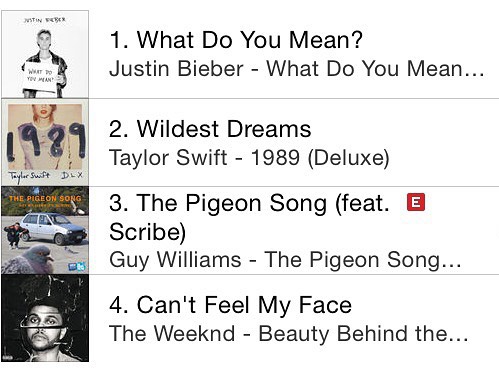 JUSTIN BIEBER
WHAT DO
YOU MEAN?
1. What Do You Mean?
Justin Bieber - What Do You Mean...
1989
Taylor Swift DLX
2. Wildest Dreams
Taylor Swift - 1989 (Deluxe)
THE PIGEON SONG
3. The Pigeon Song (feat. E
Scribe)
Guy Williams - The Pigeon Song...
4. Can't Feel My Face
The Weeknd - Beauty Behind the...